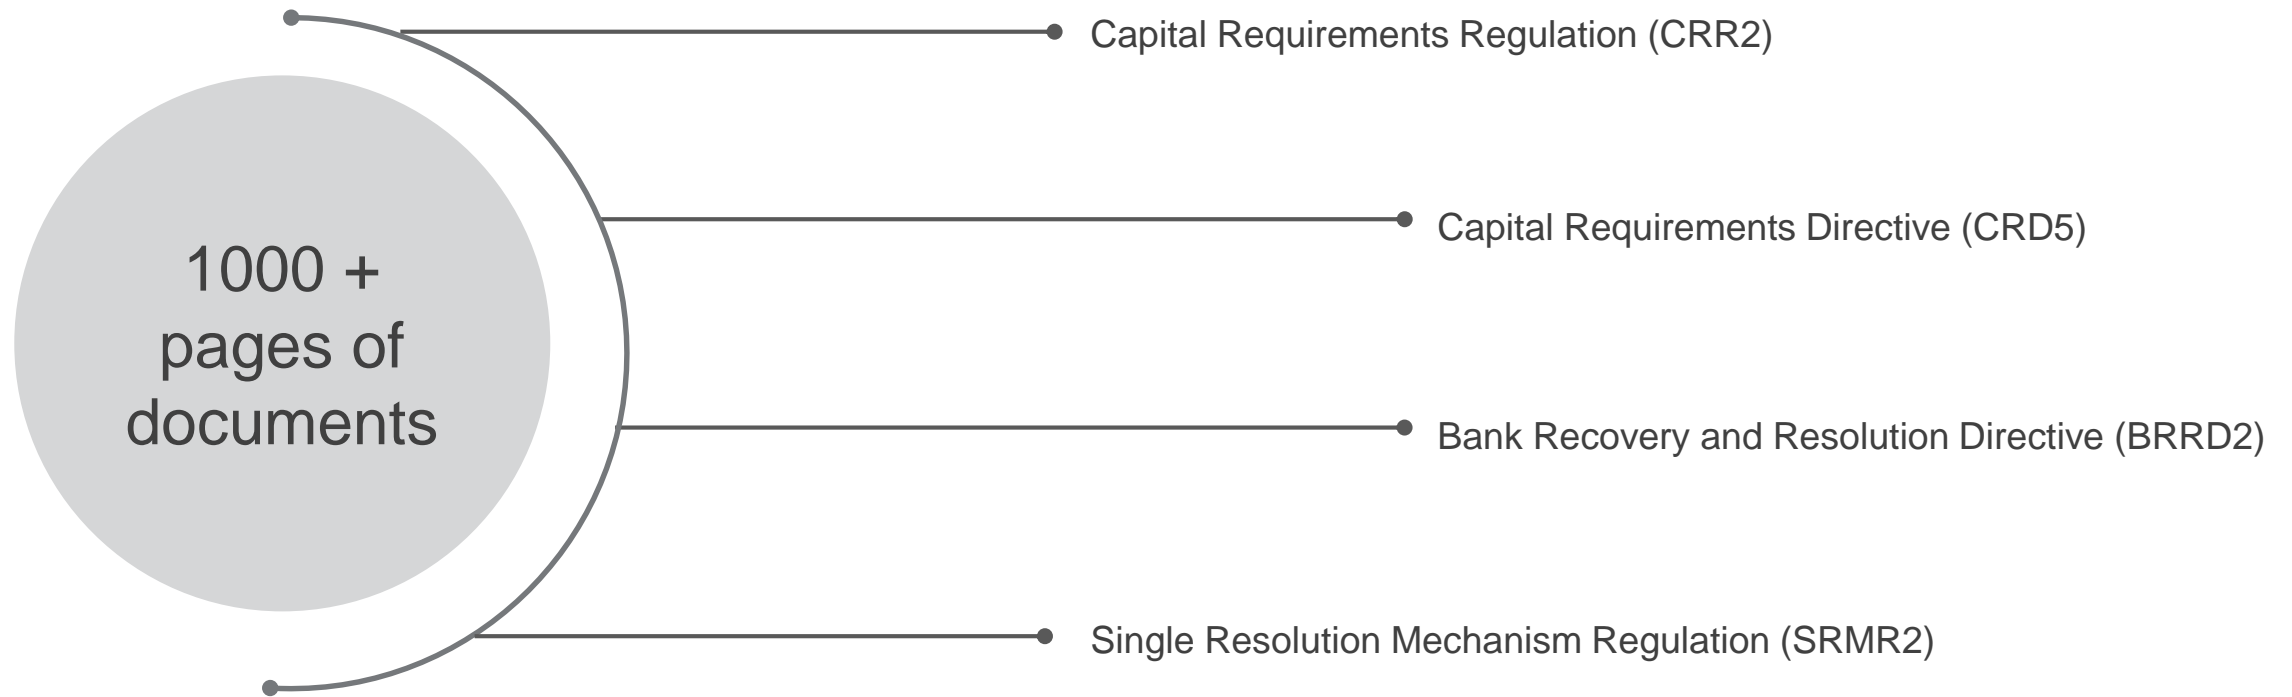 Capital Requirements Regulation (CRR2)
Capital Requirements Directive (CRD5)
1000 +
pages of
documents
Bank Recovery and Resolution Directive (BRRD2)
Single Resolution Mechanism Regulation (SRMR2)